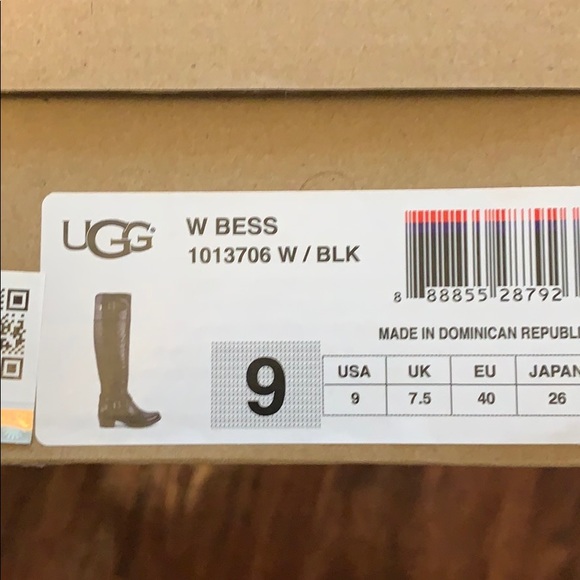 UGG
W BESS
1013706 W / BLK
8 88855 28792
MADE IN DOMINICAN REPUBLI
9
USA UK EU JAPAN
9 7.5 40 26